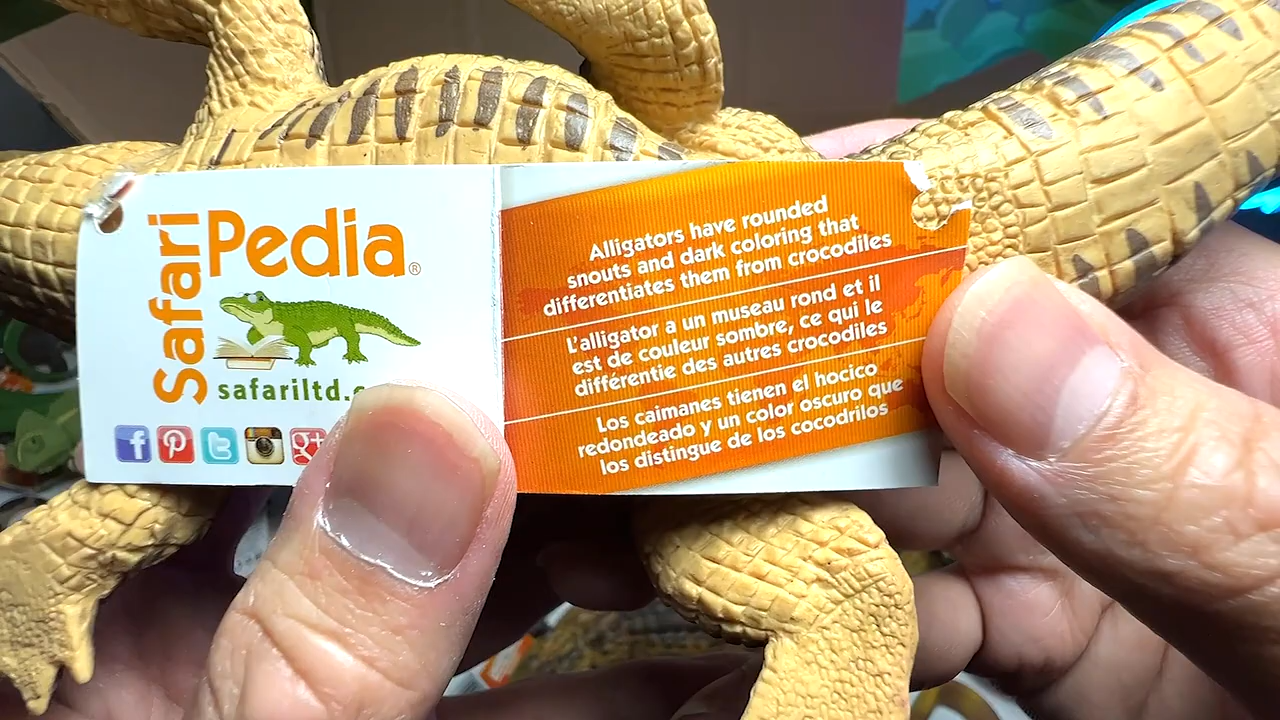 Safari
Pedia®
safariltd.
Alligators have rounded
snouts and dark coloring that
differentiates them from crocodiles
L'alligator a un museau rond et il
est de couleur sombre, ce qui le
différencie des autres crocodiles
Los caimanes tienen el hocico
redondeado y un color oscuro que
los distingue de los cocodrilos